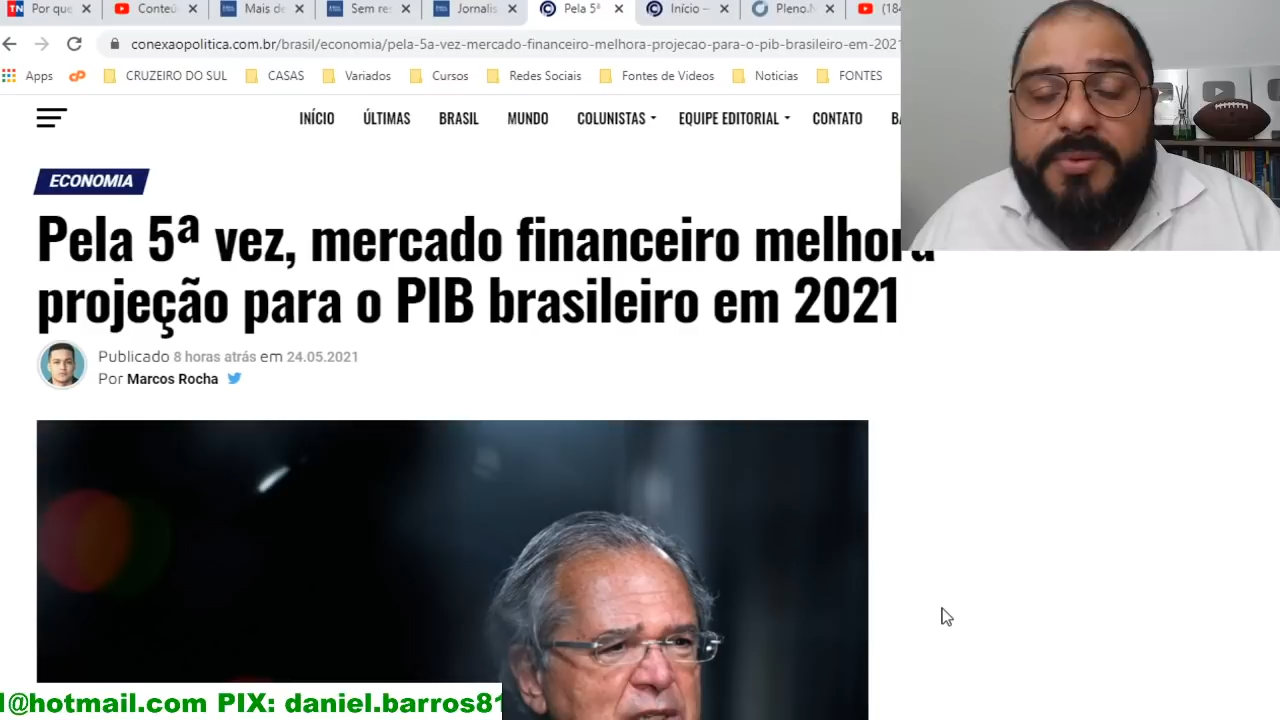 Por que
Conteú
Mais de
Sem re
Jornalis
Pela 5ª
Início –
Pleno.N
(184
conexaopolitica.com.br/brasil/economia/pela-5a-vez-mercado-financeiro-melhora-projecao-para-o-pib-brasileiro-em-2021
Apps
CRUZEIRO DO SUL
CASAS
Variados
Cursos
Redes Sociais
Fontes de Videos
Noticias
FONTES
INÍCIO
ÚLTIMAS
BRASIL
MUNDO
COLUNISTAS
EQUIPE EDITORIAL
CONTATO
ECONOMIA
Pela 5ª vez, mercado financeiro melhora
projeção para o PIB brasileiro em 2021
Publicado 8 horas atrás em 24.05.2021
Por Marcos Rocha
@hotmail.com PIX: daniel.barros81